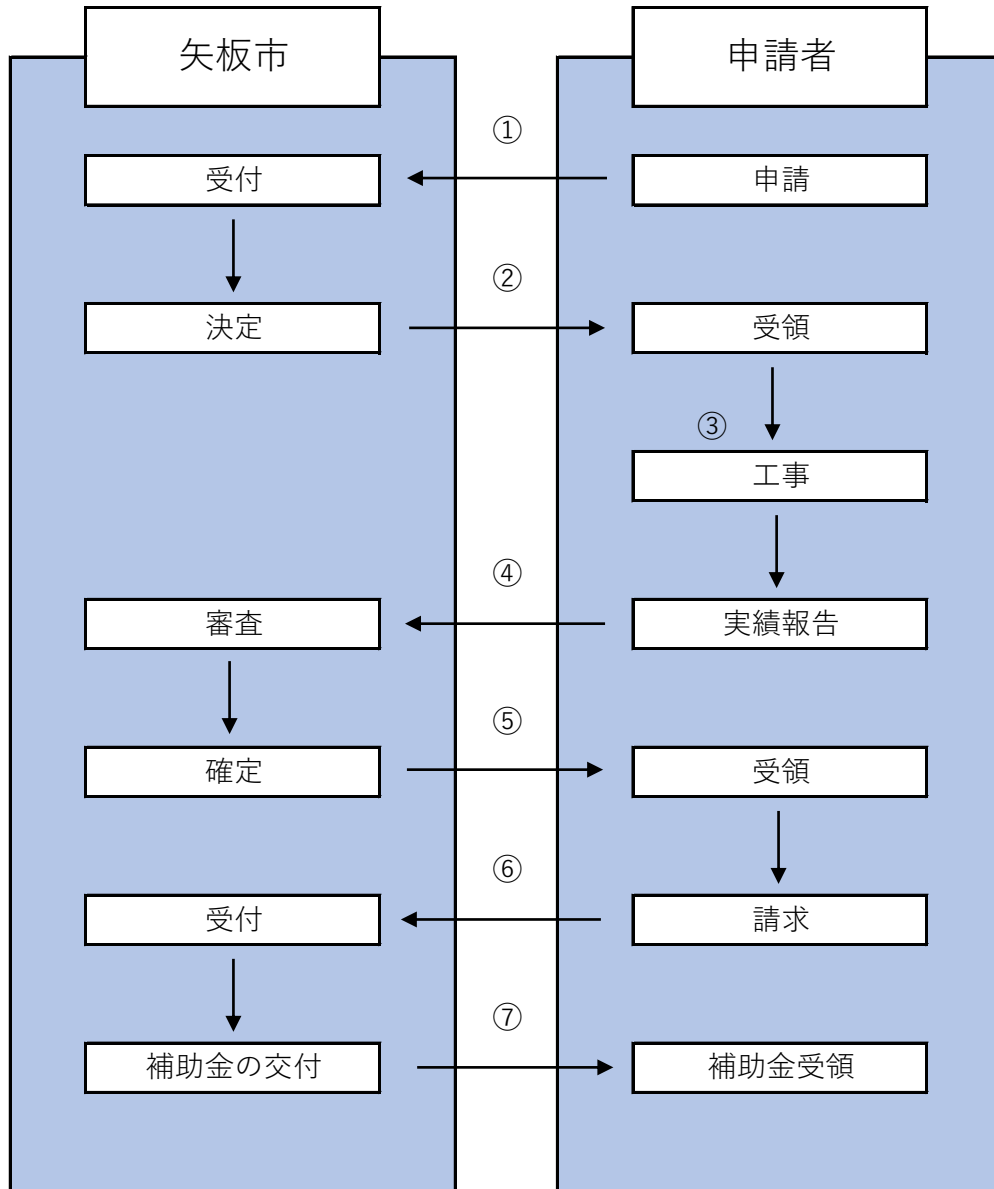 矢板市
申請者
①
受付
申請
②
決定
受領
③
工事
④
審査
実績報告
⑤
確定
受領
⑥
受付
請求
⑦
補助金の交付
補助金受領